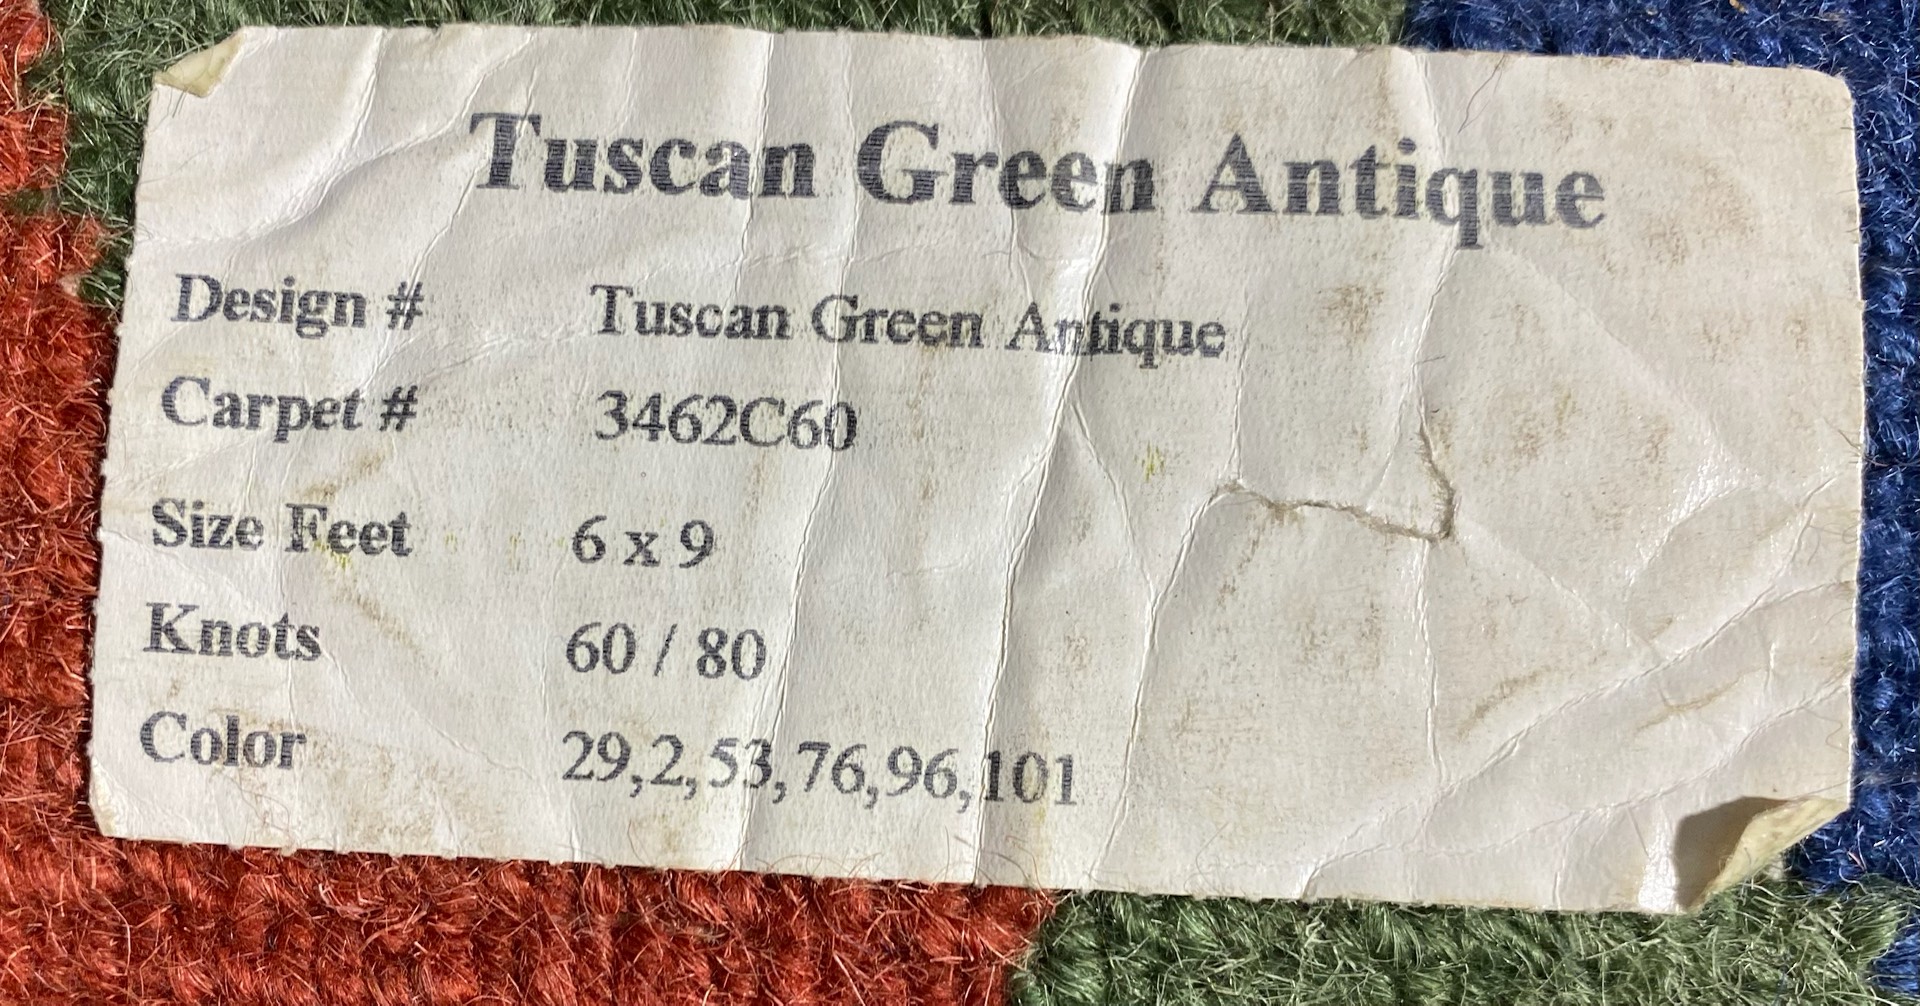 Tuscan Green Antique
Design # Tuscan Green Antique
Carpet # 3462C60
Size Feet 6 x 9
Knots 60 / 80
Color 29,2,53,76,96,101